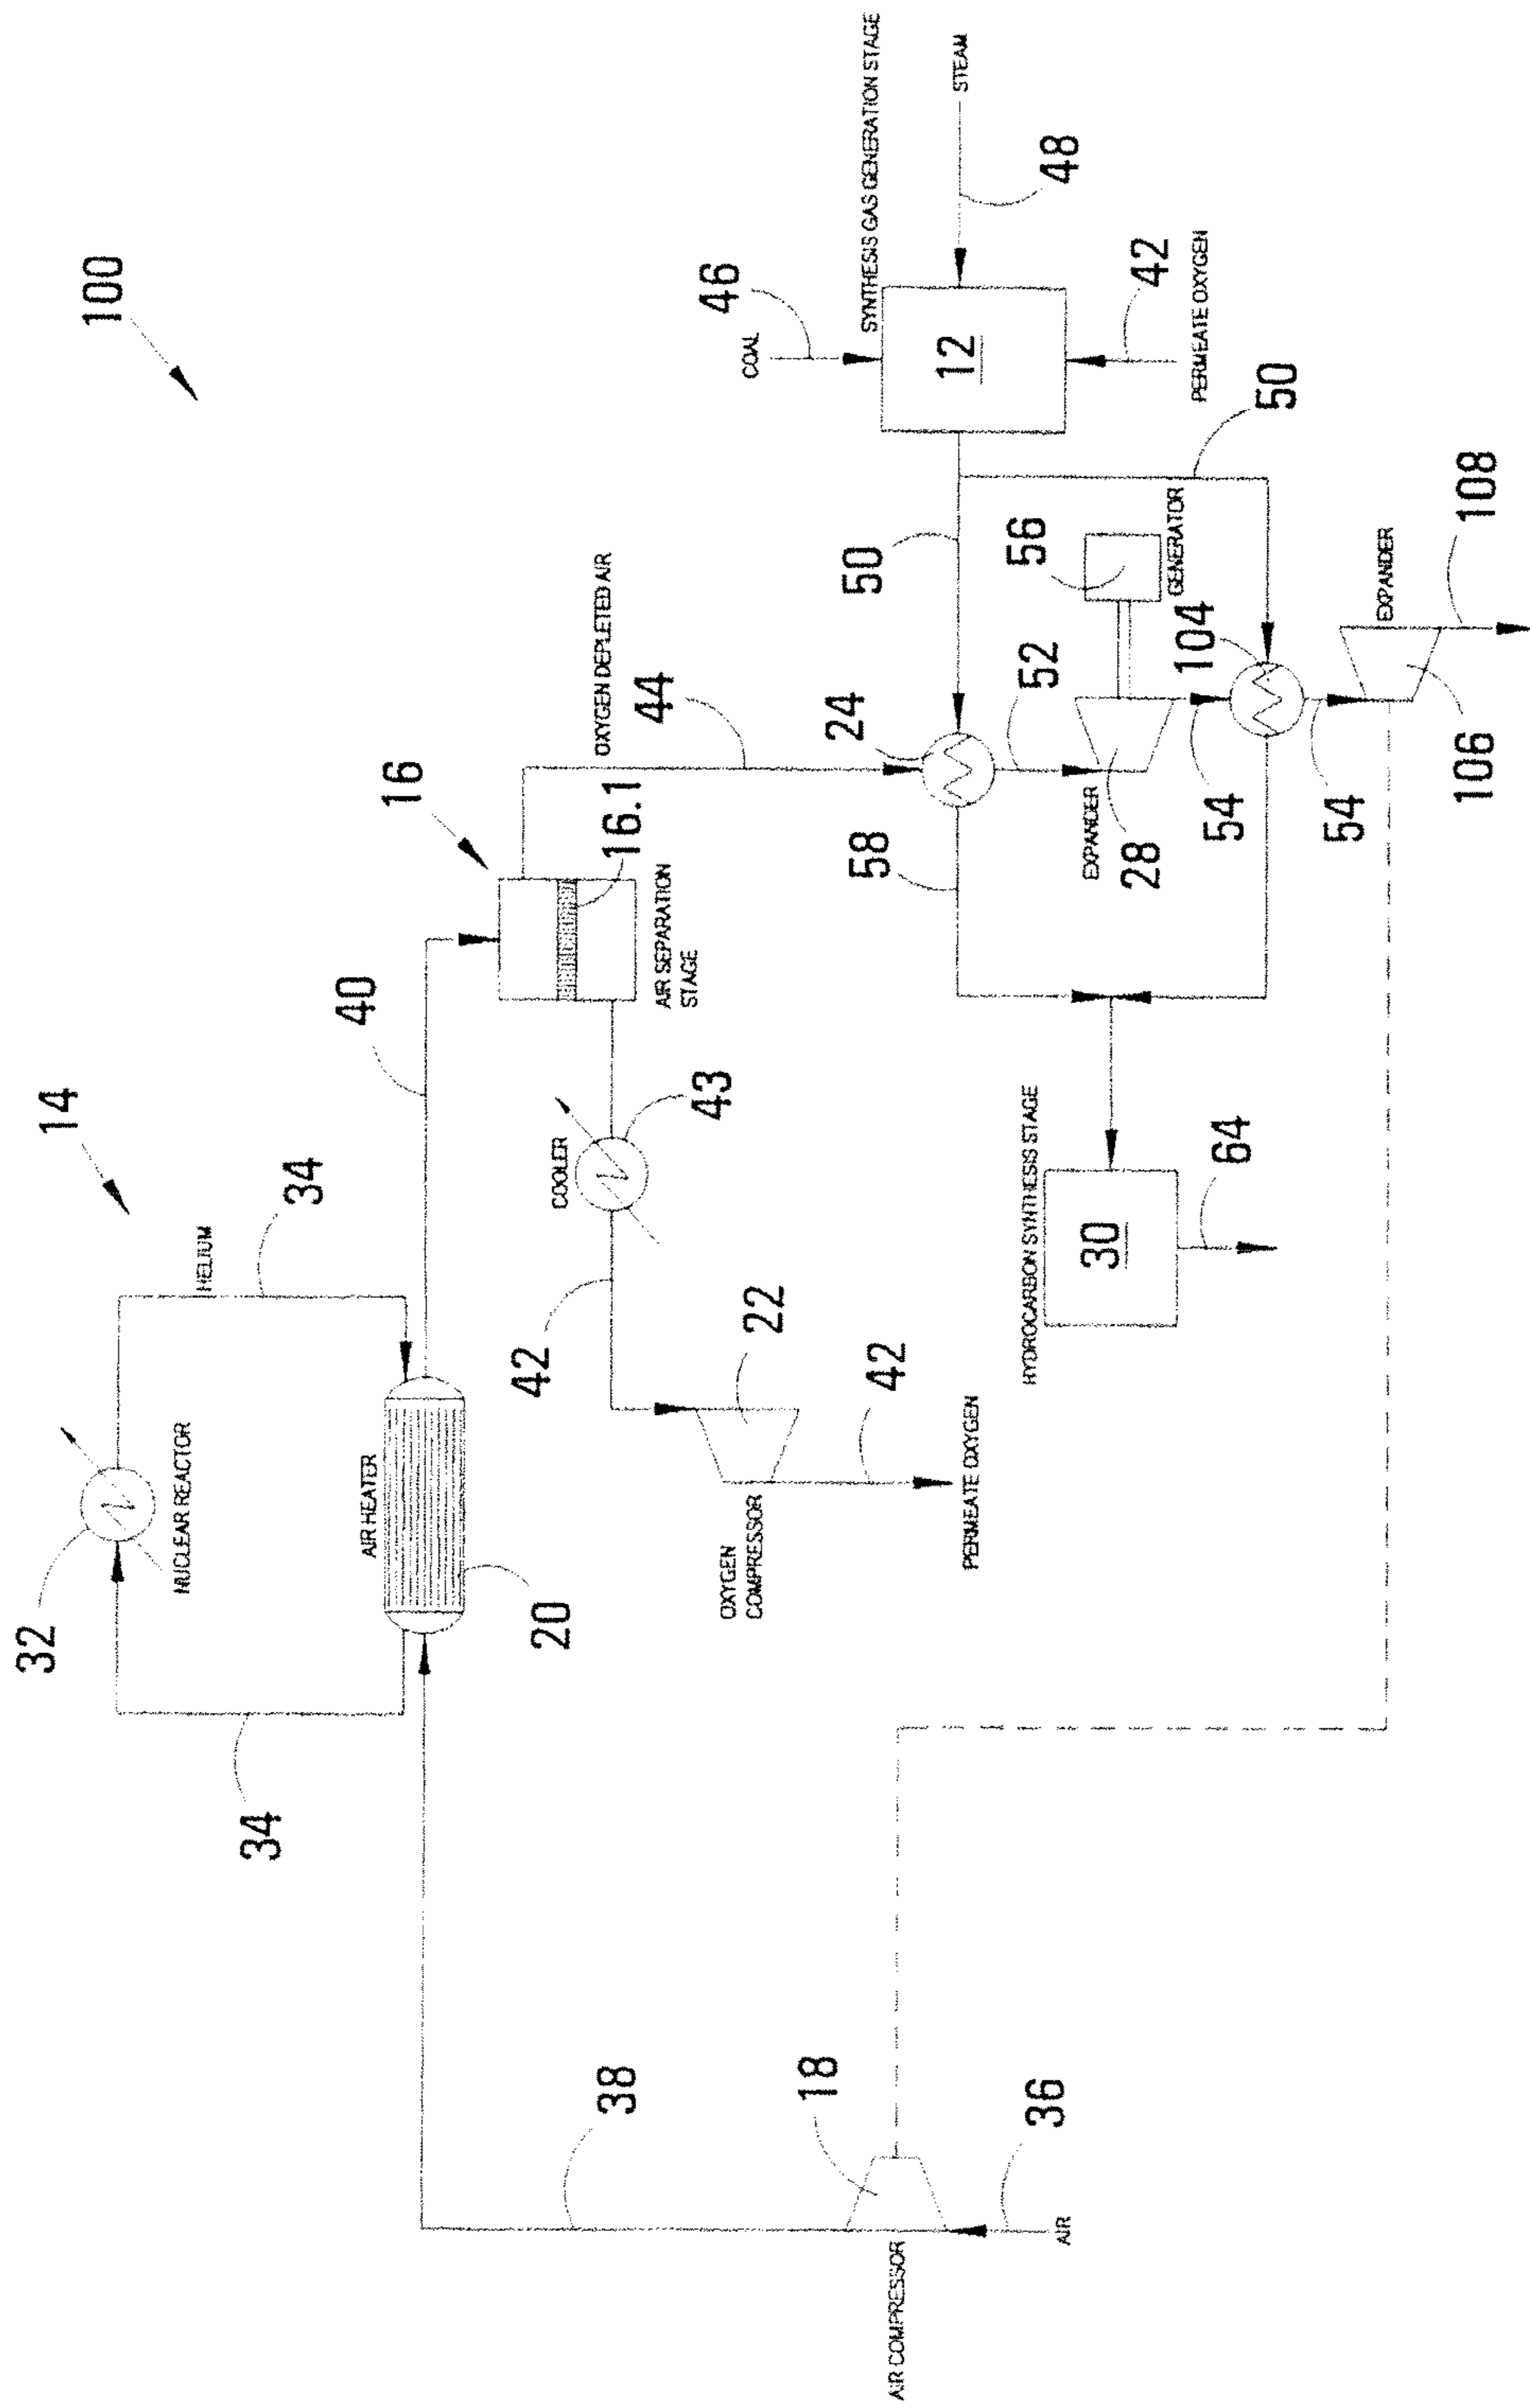 100
14
32
34
HELIUM
34
NUCLEAR REACTOR
AIR HEATER
20
40
16
16.1
AIR SEPARATION
STAGE
OXYGEN DEPLETED AIR
44
COOLER
43
42
22
OXYGEN
COMPRESSOR
42
PERMEATE OXYGEN
38
18
AIR COMPRESSOR
36
AIR
COAL
46
SYNTHESIS GAS GENERATION STAGE
STEAM
48
12
42
PERMEATE OXYGEN
50
50
24
52
58
56
GENERATOR
EXPANDER
28
54
104
54
EXPANDER
106
108
HYDROCARBON SYNTHESIS STAGE
30
64